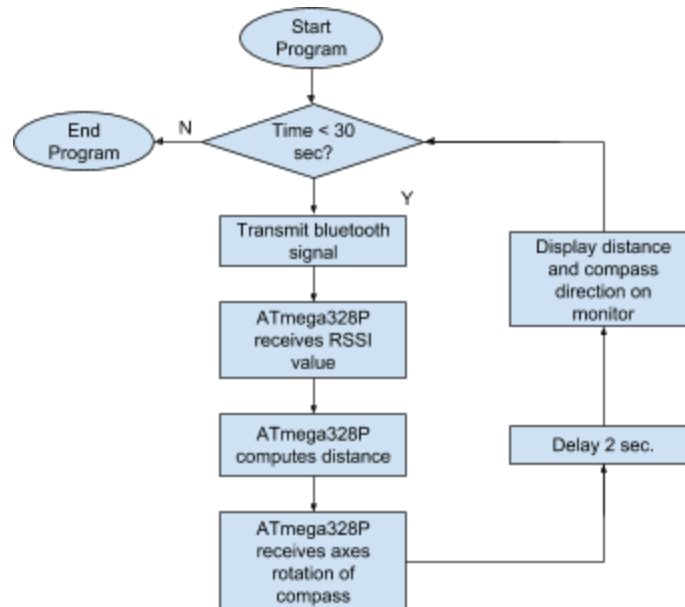 Start
Program
Time < 30
sec?
N
End
Program
Y
Transmit bluetooth
signal
ATmega328P
receives RSSI
value
ATmega328P
computes distance
ATmega328P
receives axes
rotation of
compass
Delay 2 sec.
Display distance
and compass
direction on
monitor